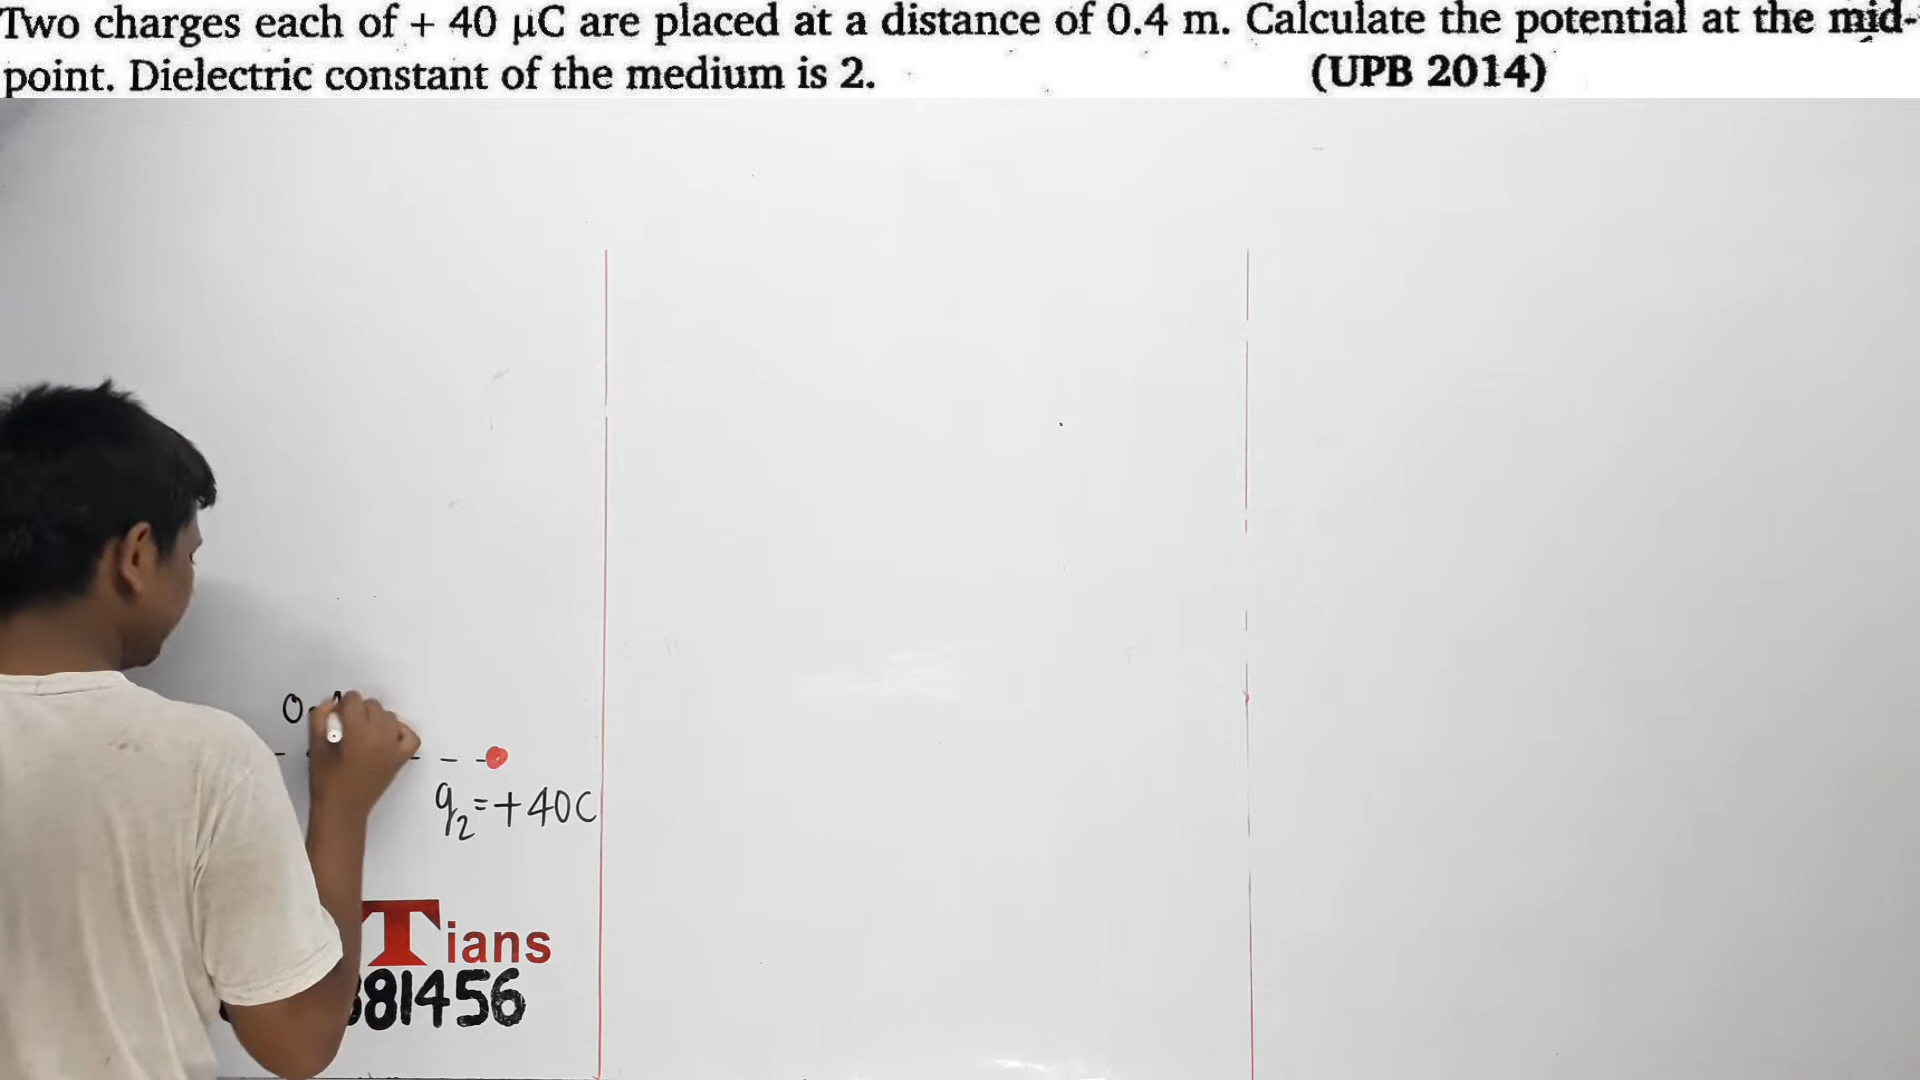 Two charges each of + 40 μC are placed at a distance of 0.4 m. Calculate the potential at the mid-
point. Dielectric constant of the medium is 2. (UPB 2014)
q₂=+40C
Tians
81456